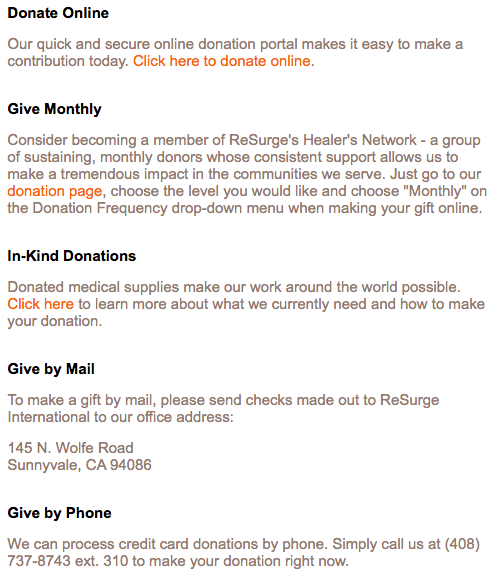 Donate Online
Our quick and secure online donation portal makes it easy to make a
contribution today. Click here to donate online.
Give Monthly
Consider becoming a member of ReSurge's Healer's Network - a group
of sustaining, monthly donors whose consistent support allows us to
make a tremendous impact in the communities we serve. Just go to our
donation page, choose the level you would like and choose "Monthly" on
the Donation Frequency drop-down menu when making your gift online.
In-Kind Donations
Donated medical supplies make our work around the world possible.
Click here to learn more about what we currently need and how to make
your donation.
Give by Mail
To make a gift by mail, please send checks made out to ReSurge
International to our office address:
145 N. Wolfe Road
Sunnyvale, CA 94086
Give by Phone
We can process credit card donations by phone. Simply call us at (408)
737-8743 ext. 310 to make your donation right now.